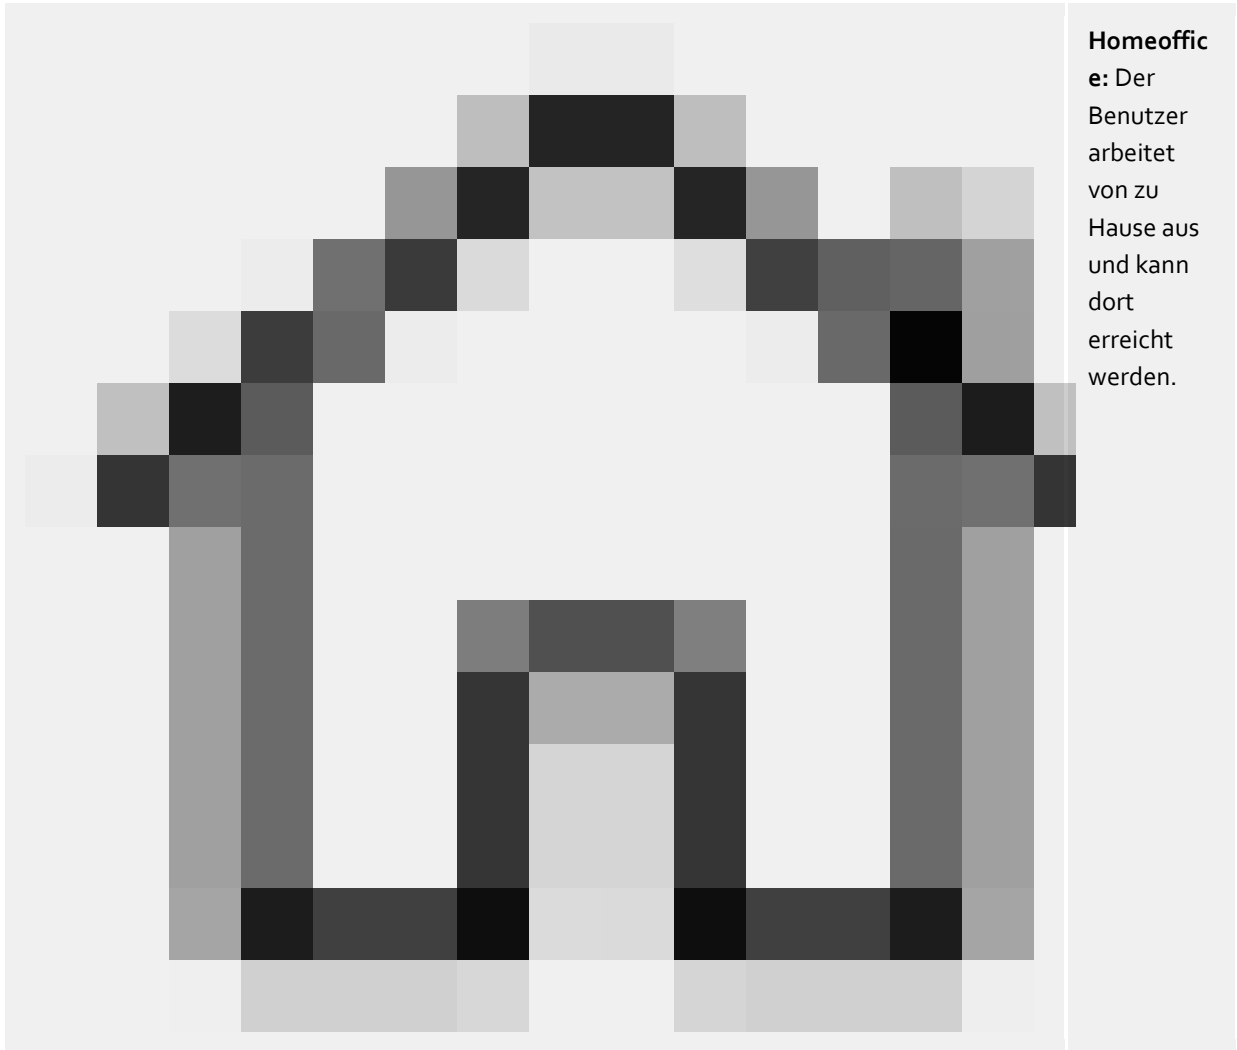 Homeoffic
e: Der
Benutzer
arbeitet
von zu
Hause aus
und kann
dort
erreicht
werden.